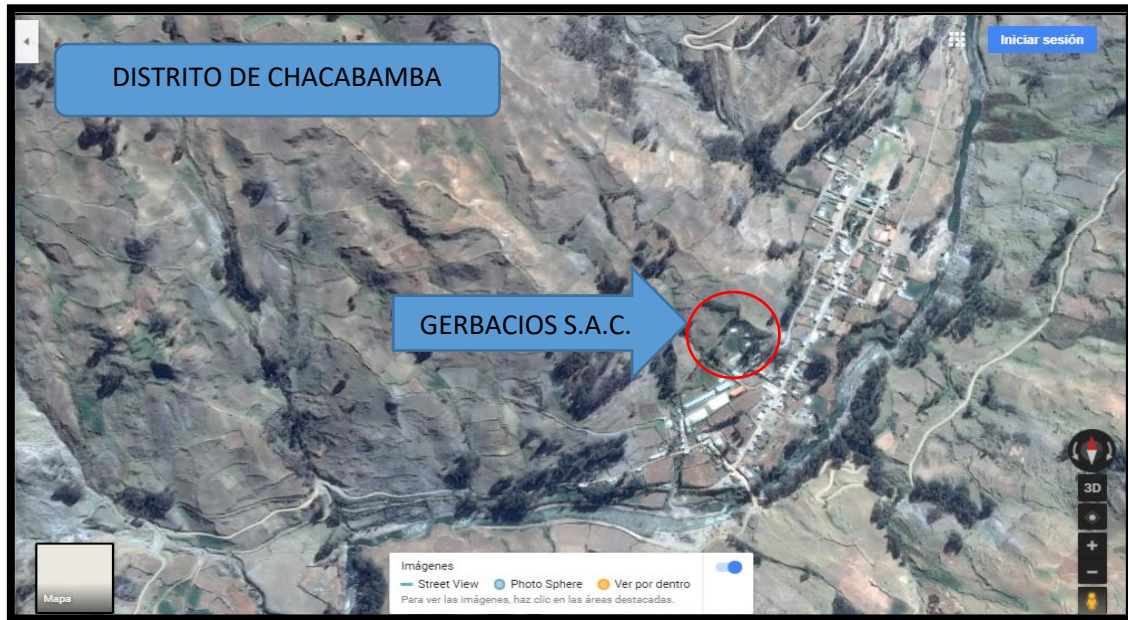 DISTRITO DE CHACABAMBA
Iniciar sesión
GERBACIOS S.A.C.
3D
Imágenes
Street View Photo Sphere Ver por dentro
Para ver las imágenes, haz clic en las áreas destacadas.
Mapa